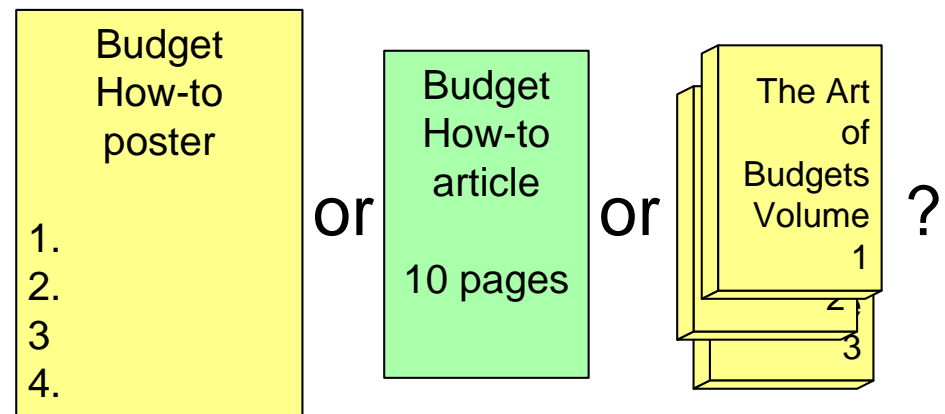 Budget
How-to
poster
1.
2.
3
4.
or
Budget
How-to
article
10 pages
or
The Art
of
Budgets
Volume
1
2
3
?